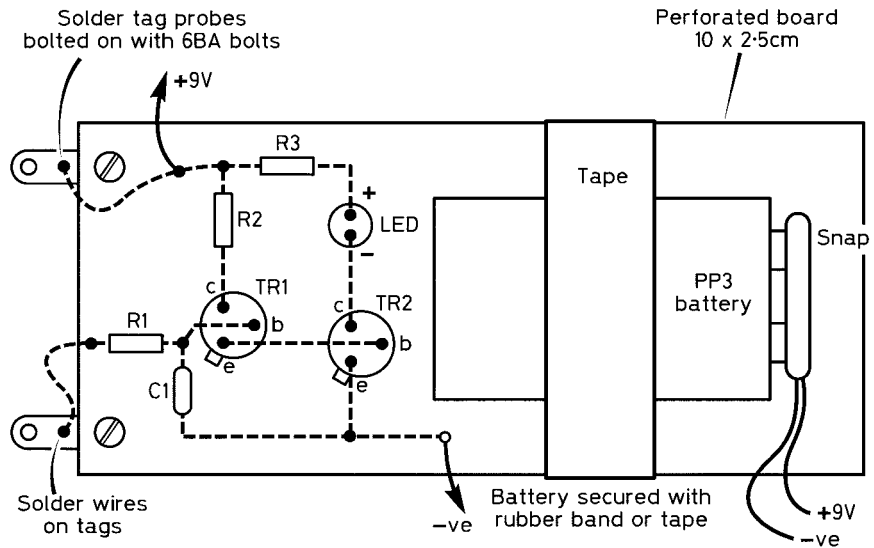 Solder tag probes
bolted on with 6BA bolts
Perforated board
10 x 2·5cm
+9V
R3
Tape
+
R2
LED
Snap
–
c
TR1
PP3
battery
c
TR2
R1
b
b
e
C1
e
Solder wires
on tags
–ve
Battery secured with
rubber band or tape
+9V
–ve